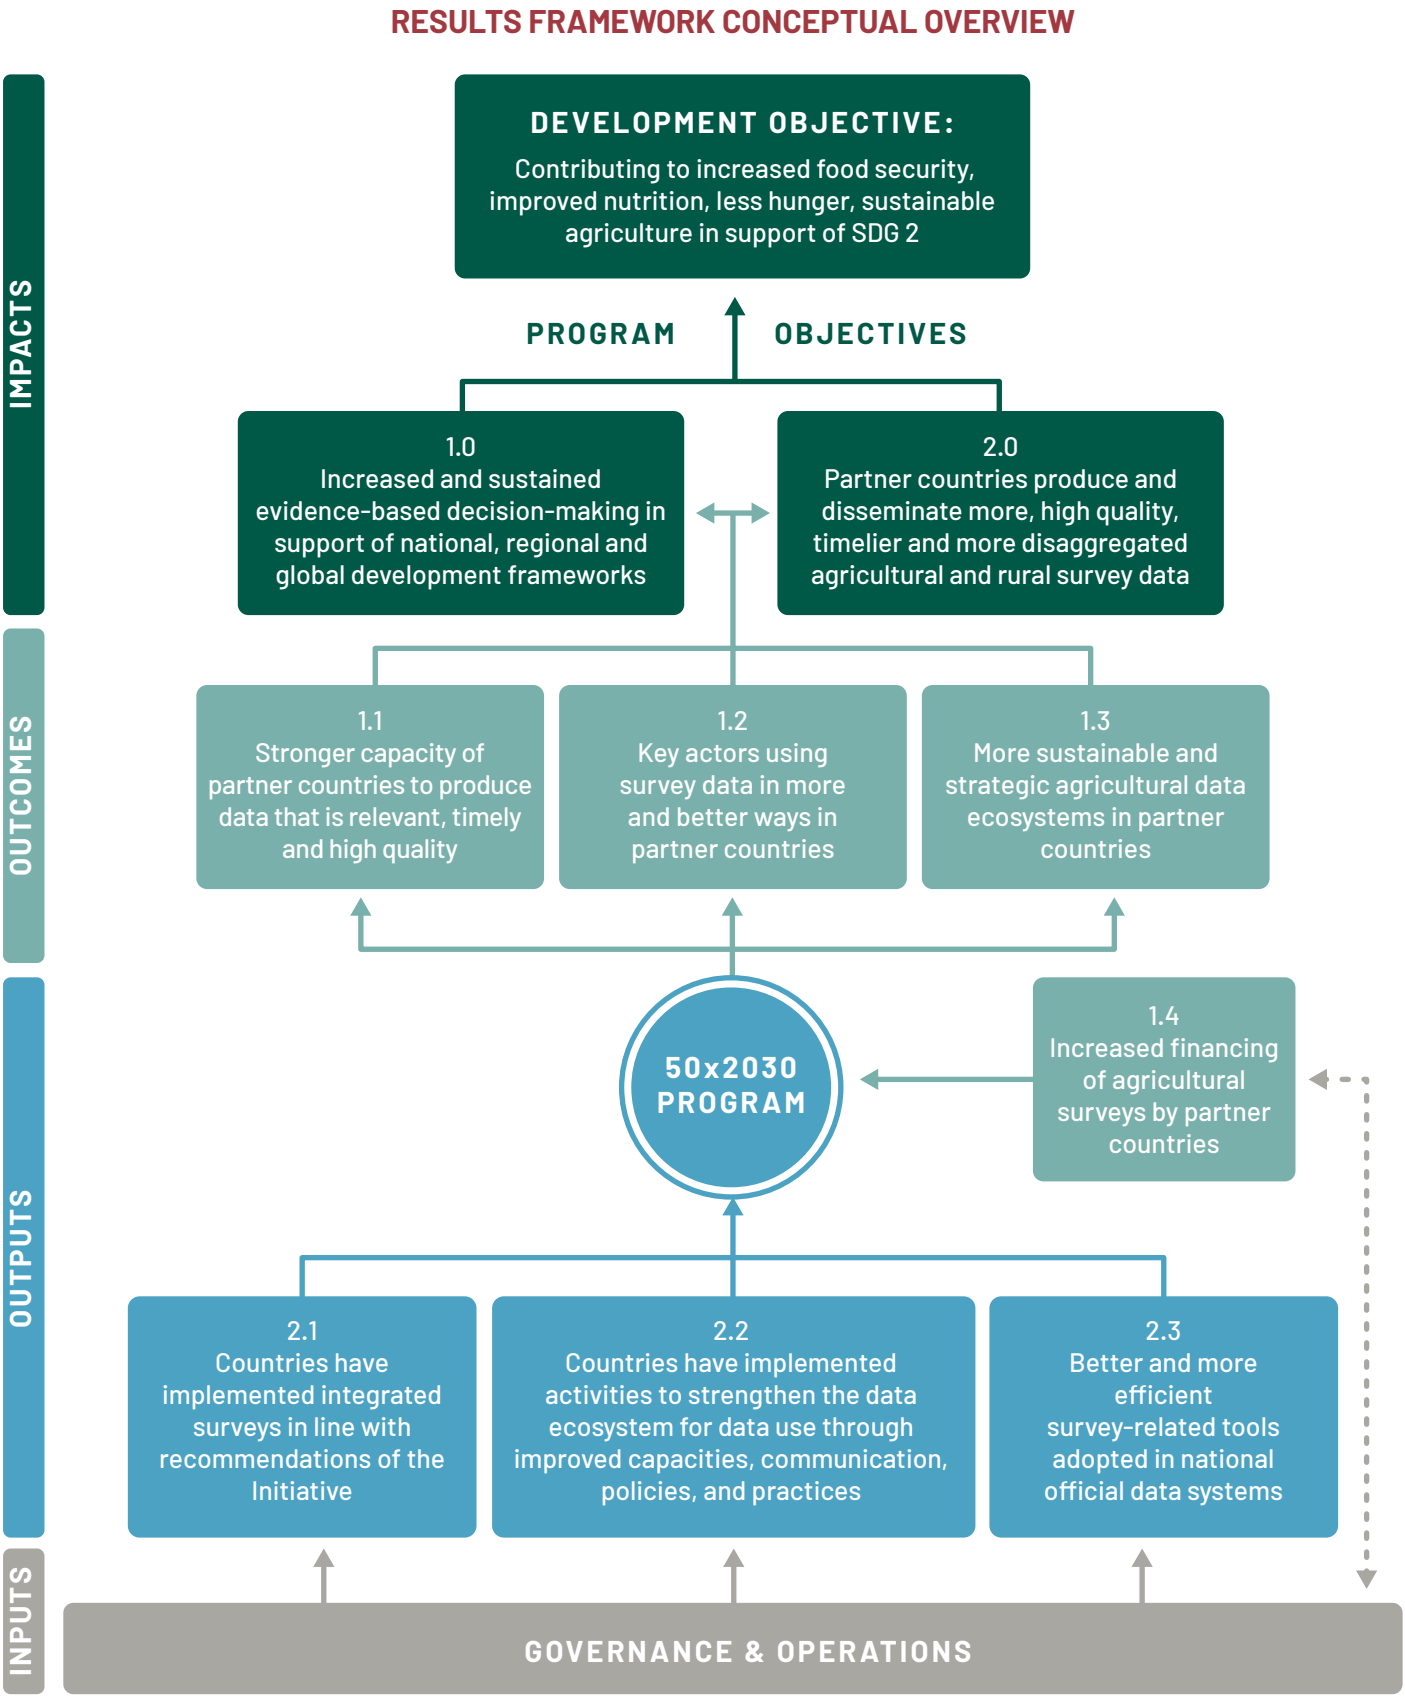 RESULTS FRAMEWORK CONCEPTUAL OVERVIEW
IMPACTS
DEVELOPMENT OBJECTIVE:
Contributing to increased food security,
improved nutrition, less hunger, sustainable
agriculture in support of SDG 2
PROGRAM OBJECTIVES
1.0
Increased and sustained
evidence-based decision-making in
support of national, regional and
global development frameworks
2.0
Partner countries produce and
disseminate more, high quality,
timelier and more disaggregated
agricultural and rural survey data
OUTCOMES
1.1
Stronger capacity of
partner countries to produce
data that is relevant, timely
and high quality
1.2
Key actors using
survey data in more
and better ways in
partner countries
1.3
More sustainable and
strategic agricultural data
ecosystems in partner
countries
OUTPUTS
50x2030
PROGRAM
1.4
Increased financing
of agricultural
surveys by partner
countries
2.1
Countries have
implemented integrated
surveys in line with
recommendations of the
Initiative
2.2
Countries have implemented
activities to strengthen the data
ecosystem for data use through
improved capacities, communication,
policies, and practices
2.3
Better and more
efficient
survey-related tools
adopted in national
official data systems
INPUTS
GOVERNANCE & OPERATIONS